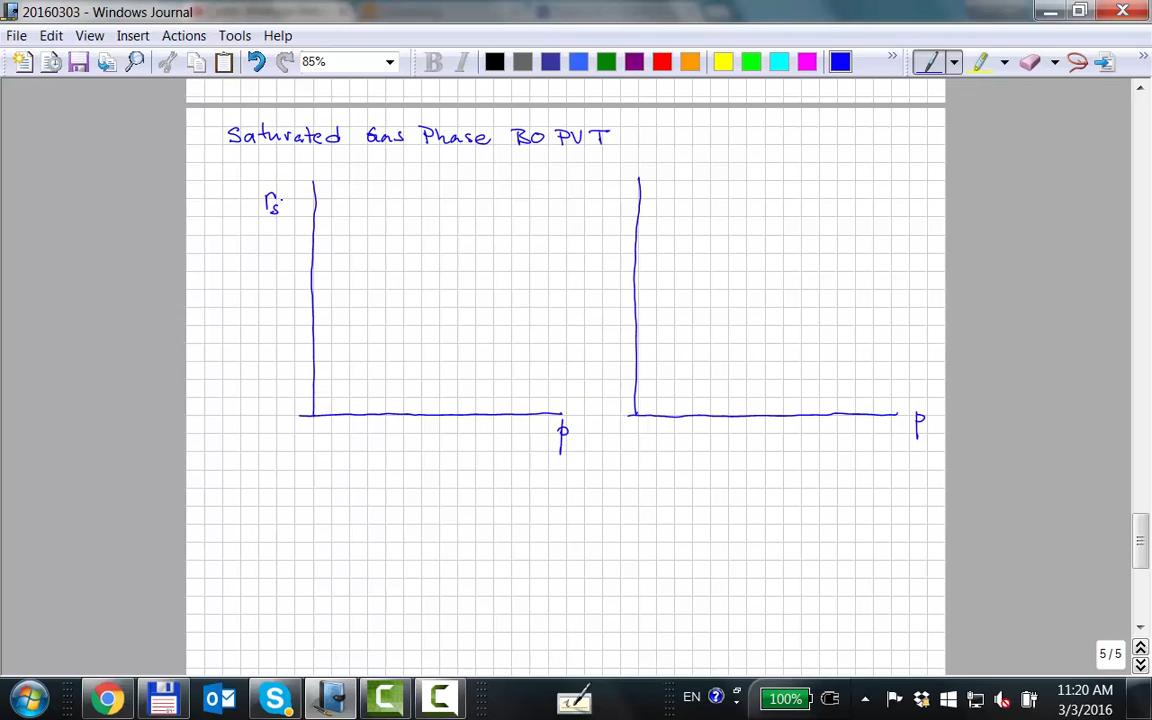 20160303 - Windows Journal
File Edit View Insert Actions Tools Help
85% B I
Saturated Gas Phase BO PVT
rs
p p
5 / 5
EN 100% 11:20 AM
3/3/2016